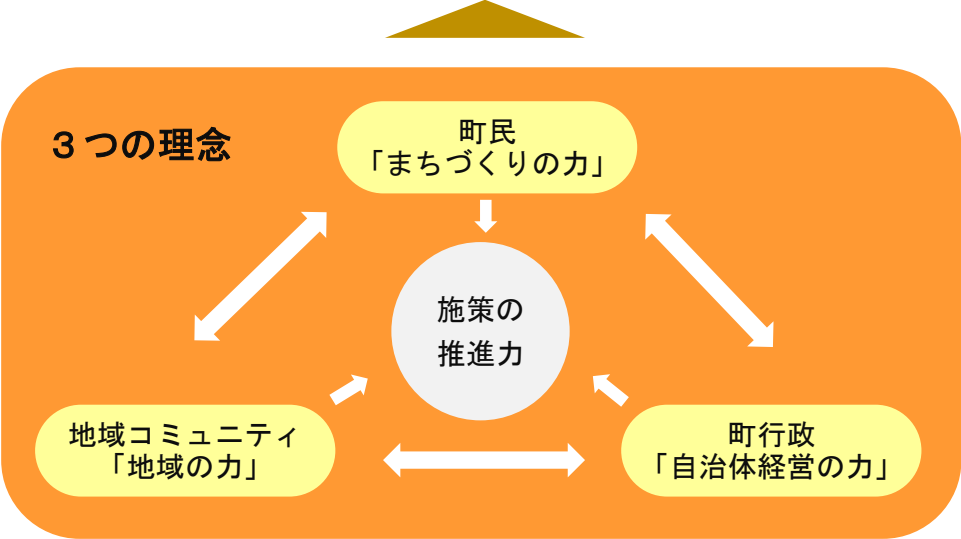 ３つの理念
町民
「まちづくりの力」
施策の
推進力
地域コミュニティ
「地域の力」
町行政
「自治体経営の力」